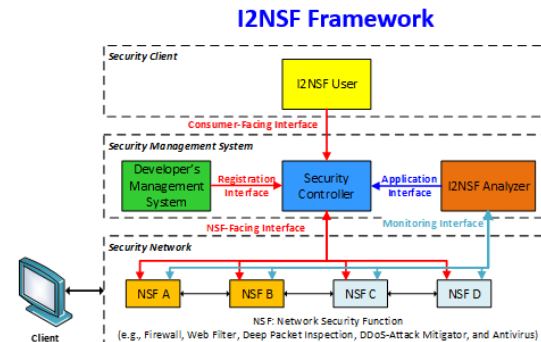 I2NSF Framework
Security Client
I2NSF User
Consumer-Facing Interface
Security Management System
Developer's
Management
System
Registration
Interface
Security
Controller
Application
Interface
I2NSF Analyzer
NSF-Facing Interface
Monitoring Interface
Security Network
NSF A
NSF B
NSF C
NSF D
Client
NSF: Network Security Function
(e.g., Firewall, Web Filter, Deep Packet Inspection, DDoS-Attack Mitigator, and Antivirus)